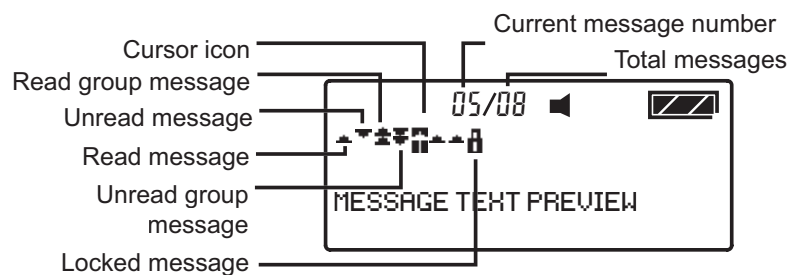 Current message number
Cursor icon
Total messages
Read group message
05/08
Unread message
Read message
Unread group
message
MESSAGE TEXT PREVIEW
Locked message